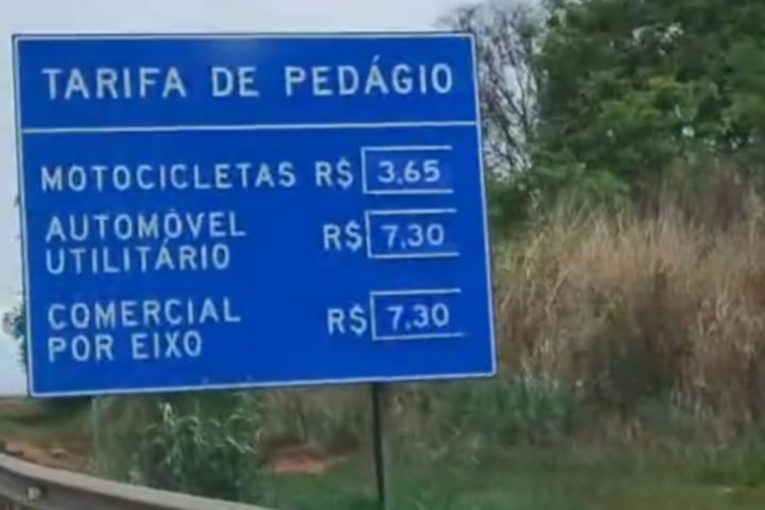 TARIFA DE PEDÁGIO
MOTOCICLETAS R$ 3,65
AUTOMÓVEL
UTILITÁRIO R$ 7,30
COMERCIAL
POR EIXO R$ 7,30